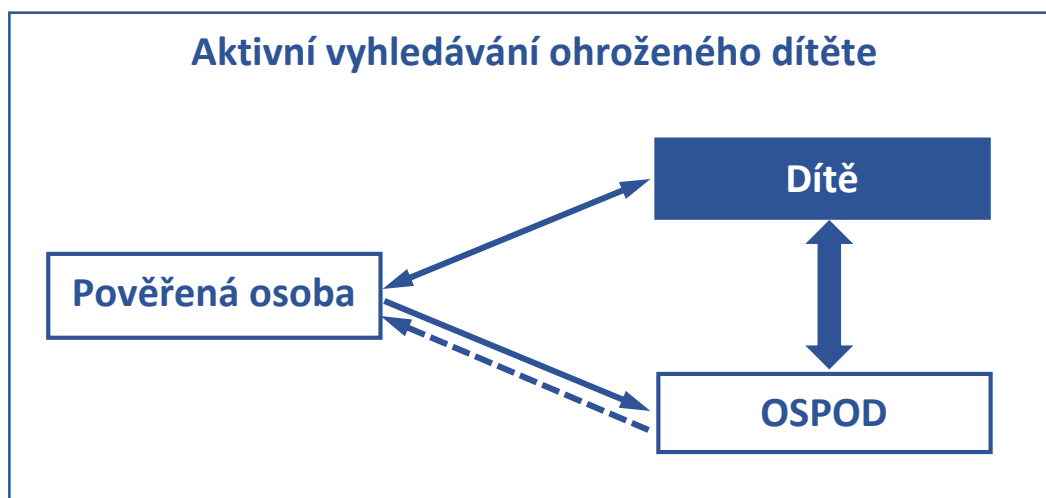 Aktivní vyhledávání ohroženého dítěte
Dítě
Pověřená osoba
OSPOD